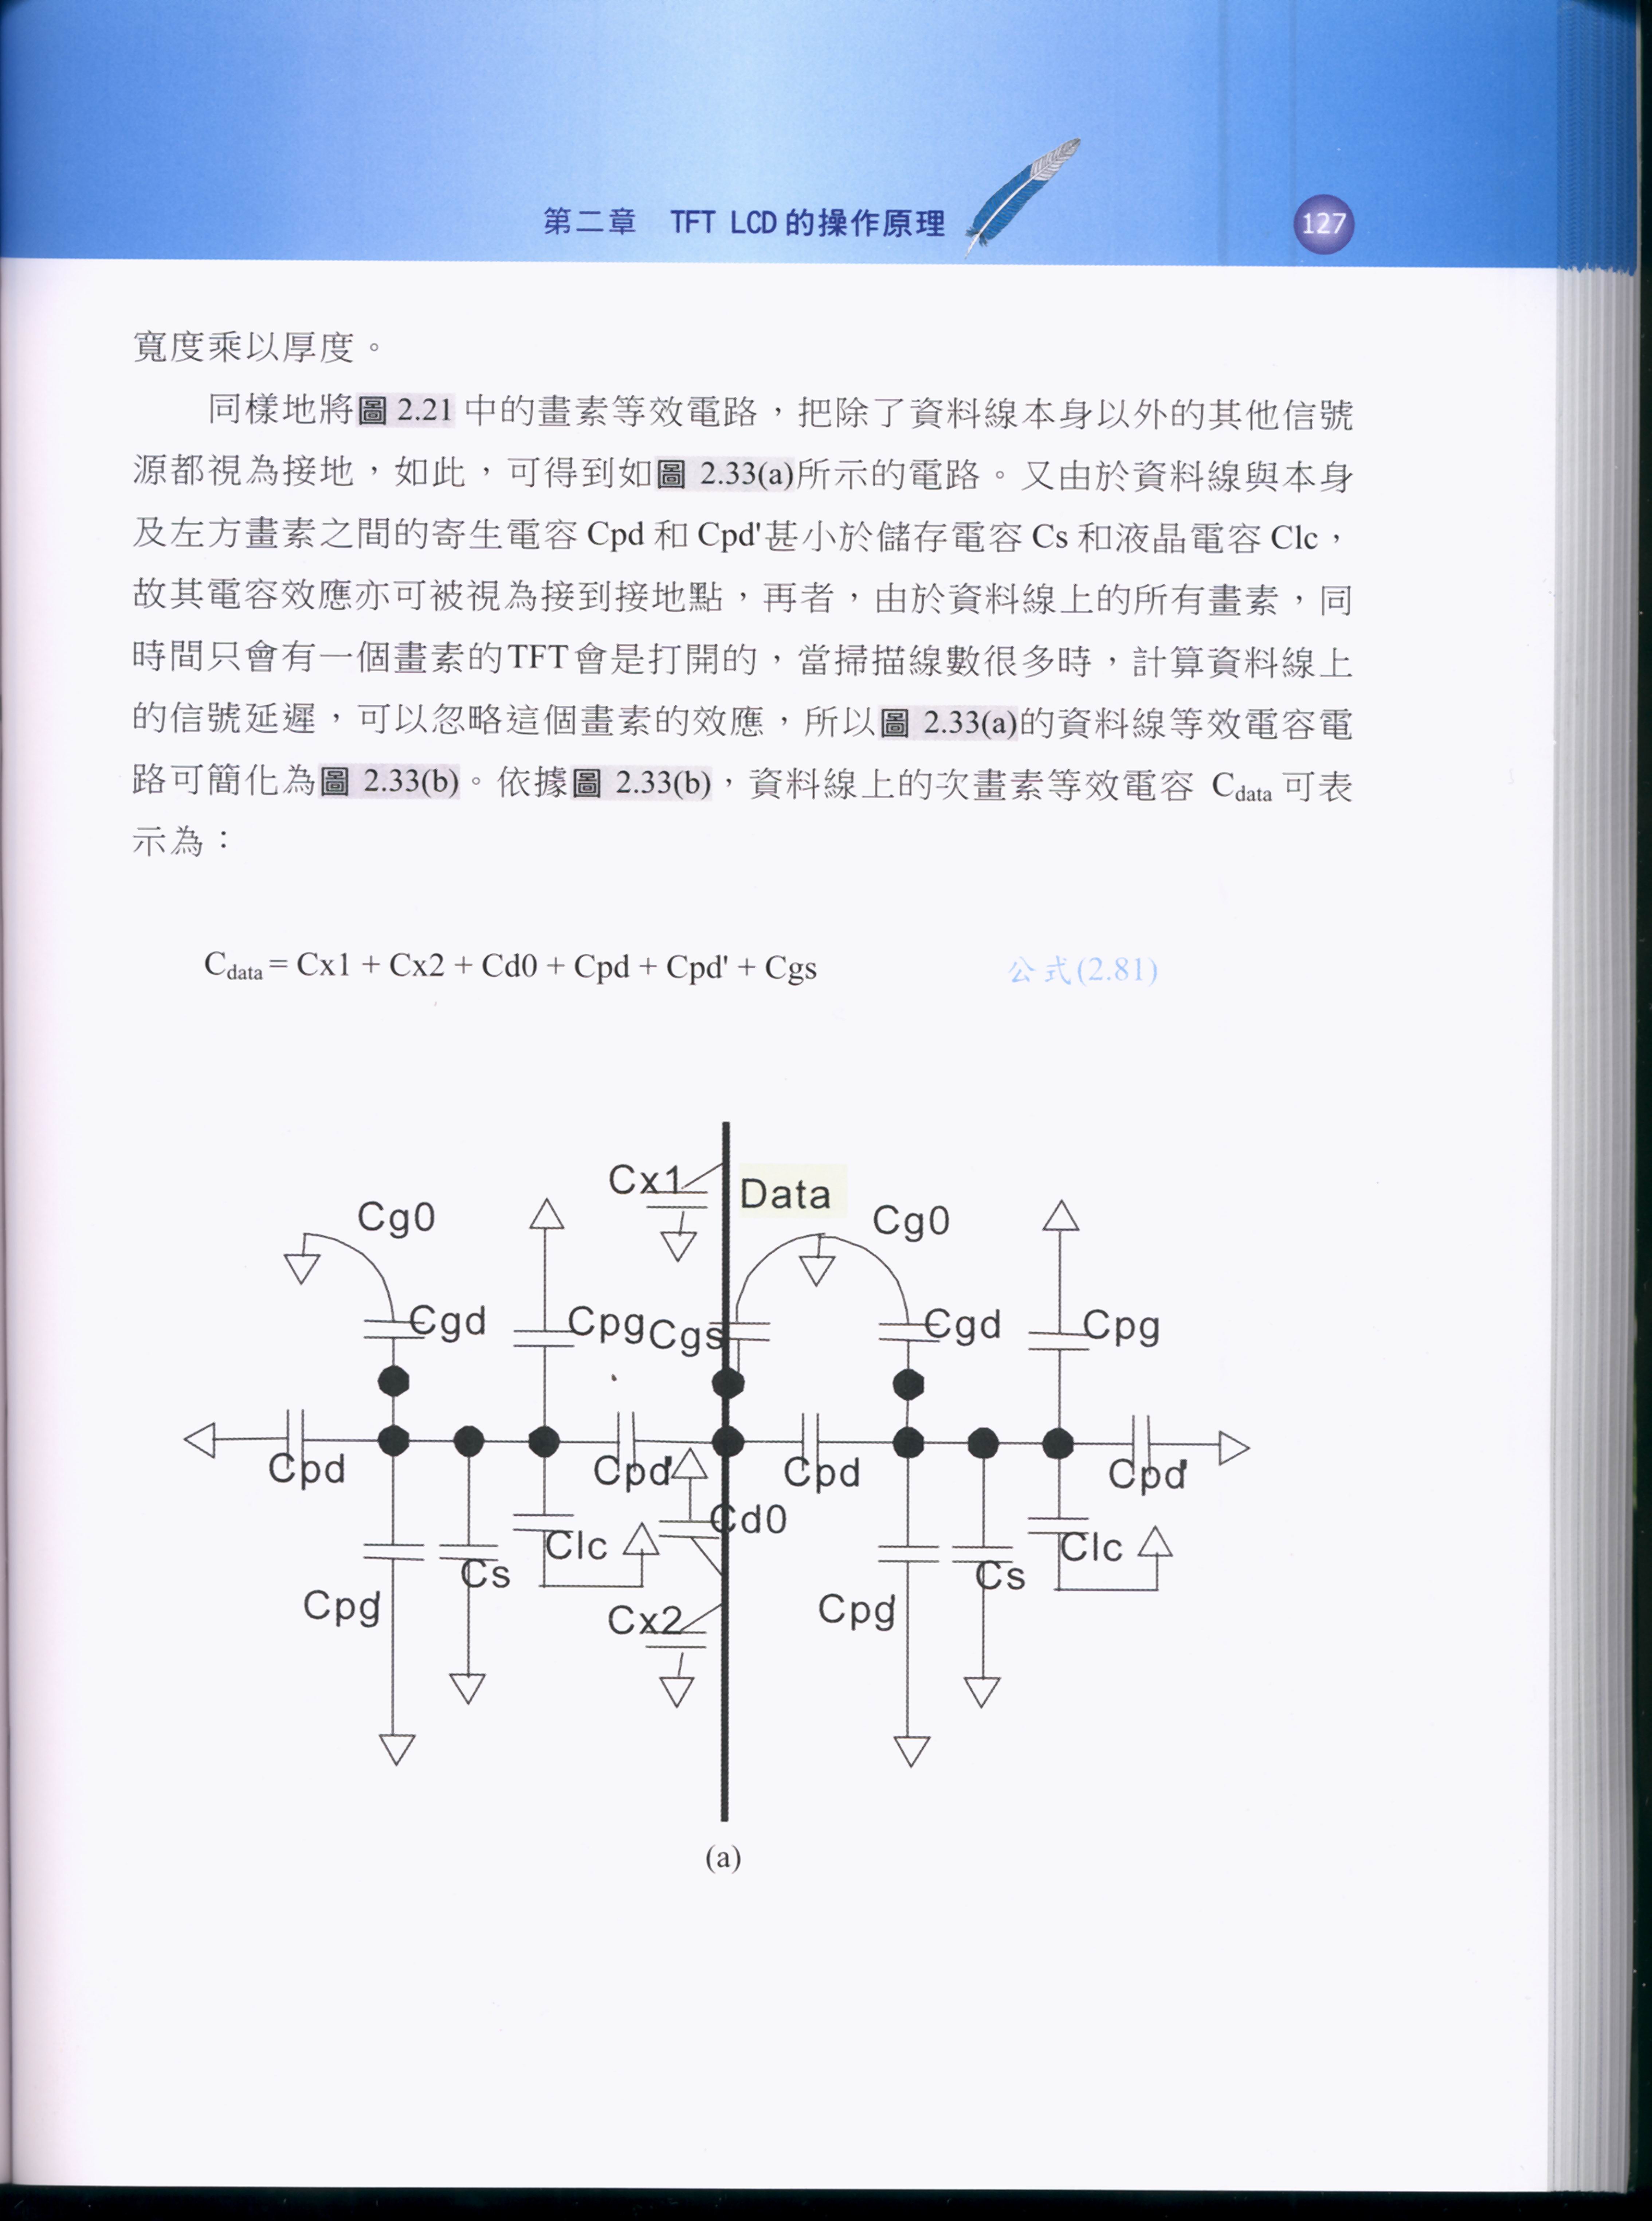 第二章　TFT LCD 的操作原理
127
寬度乘以厚度。
同樣地將圖 2.21 中的畫素等效電路，把除了資料線本身以外的其他信號
源都視為接地，如此，可得到如圖 2.33(a)所示的電路。又由於資料線與本身
及左方畫素之間的寄生電容 Cpd 和 Cpd'甚小於儲存電容 Cs 和液晶電容 Clc，
故其電容效應亦可被視為接到接地點，再者，由於資料線上的所有畫素，同
時間只會有一個畫素的TFT會是打開的，當掃描線數很多時，計算資料線上
的信號延遲，可以忽略這個畫素的效應，所以圖 2.33(a)的資料線等效電容電
路可簡化為圖 2.33(b)。依據圖 2.33(b)，資料線上的次畫素等效電容 Cdata 可表
示為：
Cdata = Cx1 + Cx2 + Cd0 + Cpd + Cpd' + Cgs
公式(2.81)
Cx1
Data
Cg0
Cg0
Cgd
Cpg
Cgs
Cgd
Cpg
Cpd
Cpd'
Cpd
Cpd'
Cd0
Clc
Clc
Cs
Cs
Cpg
Cx2
Cpg
(a)